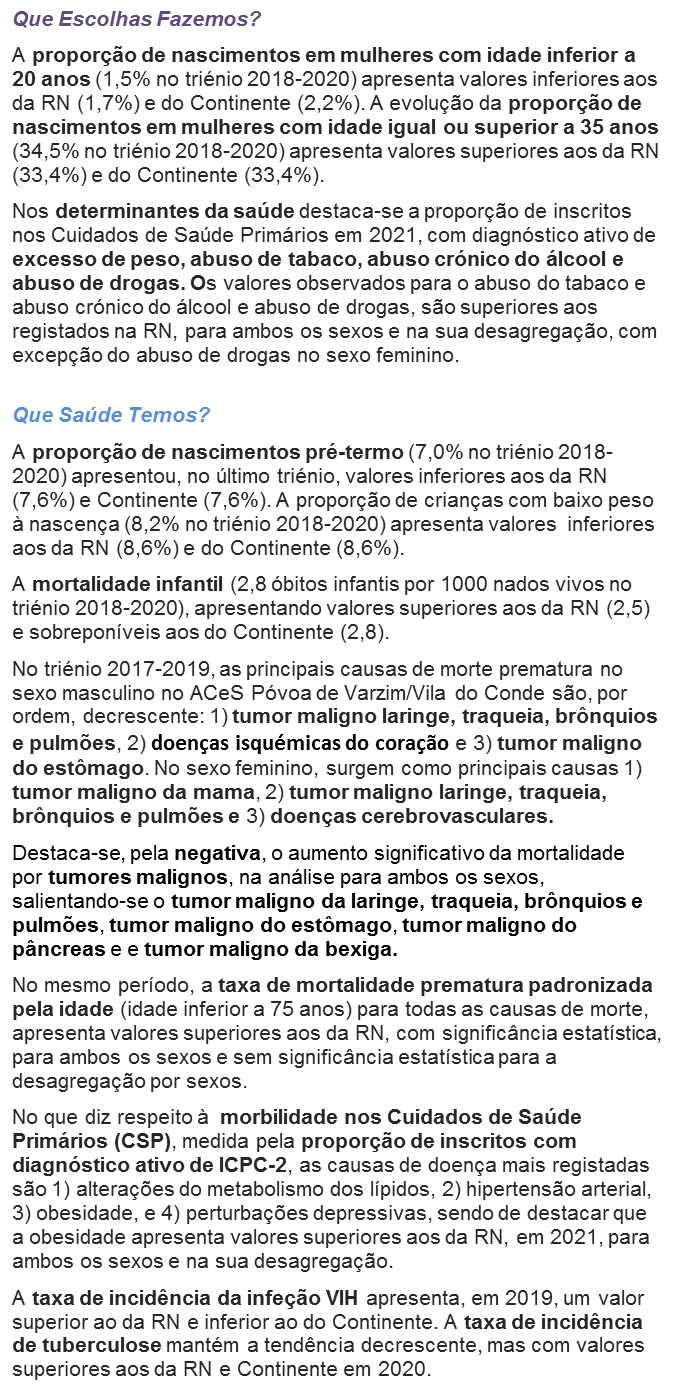 Que Escolhas Fazemos?
A proporção de nascimentos em mulheres com idade inferior a
20 anos (1,5% no triénio 2018-2020) apresenta valores inferiores aos
da RN (1,7%) e do Continente (2,2%). A evolução da proporção de
nascimentos em mulheres com idade igual ou superior a 35 anos
(34,5% no triénio 2018-2020) apresenta valores superiores aos da RN
(33,4%) e do Continente (33,4%).
Nos determinantes da saúde destaca-se a proporção de inscritos
nos Cuidados de Saúde Primários em 2021, com diagnóstico ativo de
excesso de peso, abuso de tabaco, abuso crónico do álcool e
abuso de drogas. Os valores observados para o abuso do tabaco e
abuso crónico do álcool e abuso de drogas, são superiores aos
registados na RN, para ambos os sexos e na sua desagregação, com
excepção do abuso de drogas no sexo feminino.
Que Saúde Temos?
A proporção de nascimentos pré-termo (7,0% no triénio 2018-
2020) apresentou, no último triénio, valores inferiores aos da RN
(7,6%) e Continente (7,6%). A proporção de crianças com baixo peso
à nascença (8,2% no triénio 2018-2020) apresenta valores inferiores
aos da RN (8,6%) e do Continente (8,6%).
A mortalidade infantil (2,8 óbitos infantis por 1000 nados vivos no
triénio 2018-2020), apresentando valores superiores aos da RN (2,5)
e sobreponíveis aos do Continente (2,8).
No triénio 2017-2019, as principais causas de morte prematura no
sexo masculino no ACeS Póvoa de Varzim/Vila do Conde são, por
ordem, decrescente: 1) tumor maligno laringe, traqueia, brônquios
e pulmões, 2) doenças isquémicas do coração e 3) tumor maligno
do estômago. No sexo feminino, surgem como principais causas 1)
tumor maligno da mama, 2) tumor maligno laringe, traqueia,
brônquios e pulmões e 3) doenças cerebrovasculares.
Destaca-se, pela negativa, o aumento significativo da mortalidade
por tumores malignos, na análise para ambos os sexos,
salientando-se o tumor maligno da laringe, traqueia, brônquios e
pulmões, tumor maligno do estômago, tumor maligno do
pâncreas e e tumor maligno da bexiga.
No mesmo período, a taxa de mortalidade prematura padronizada
pela idade (idade inferior a 75 anos) para todas as causas de morte,
apresenta valores superiores aos da RN, com significância estatística,
para ambos os sexos e sem significância estatística para a
desagregação por sexos.
No que diz respeito à morbilidade nos Cuidados de Saúde
Primários (CSP), medida pela proporção de inscritos com
diagnóstico ativo de ICPC-2, as causas de doença mais registadas
são 1) alterações do metabolismo dos lípidos, 2) hipertensão arterial,
3) obesidade, e 4) perturbações depressivas, sendo de destacar que
a obesidade apresenta valores superiores aos da RN, em 2021, para
ambos os sexos e na sua desagregação.
A taxa de incidência da infeção VIH apresenta, em 2019, um valor
superior ao da RN e inferior ao do Continente. A taxa de incidência
de tuberculose mantém a tendência decrescente, mas com valores
superiores aos da RN e Continente em 2020.